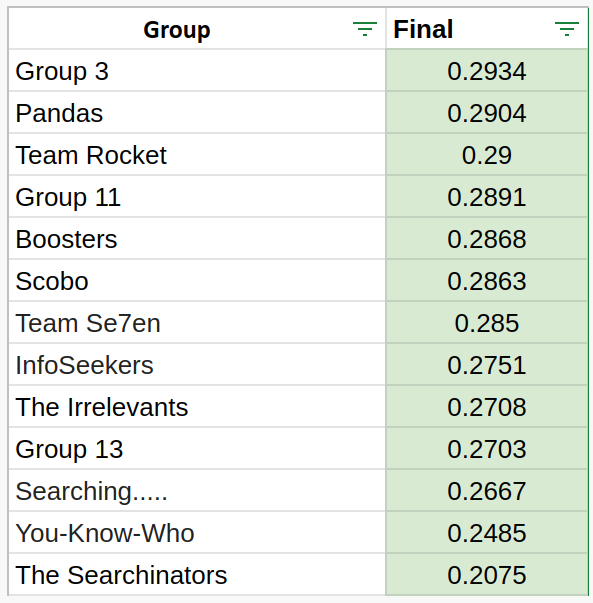 Group Final
Group 3 0.2934
Pandas 0.2904
Team Rocket 0.29
Group 11 0.2891
Boosters 0.2868
Scobo 0.2863
Team Se7en 0.285
InfoSeekers 0.2751
The Irrelevants 0.2708
Group 13 0.2703
Searching..... 0.2667
You-Know-Who 0.2485
The Searchinators 0.2075